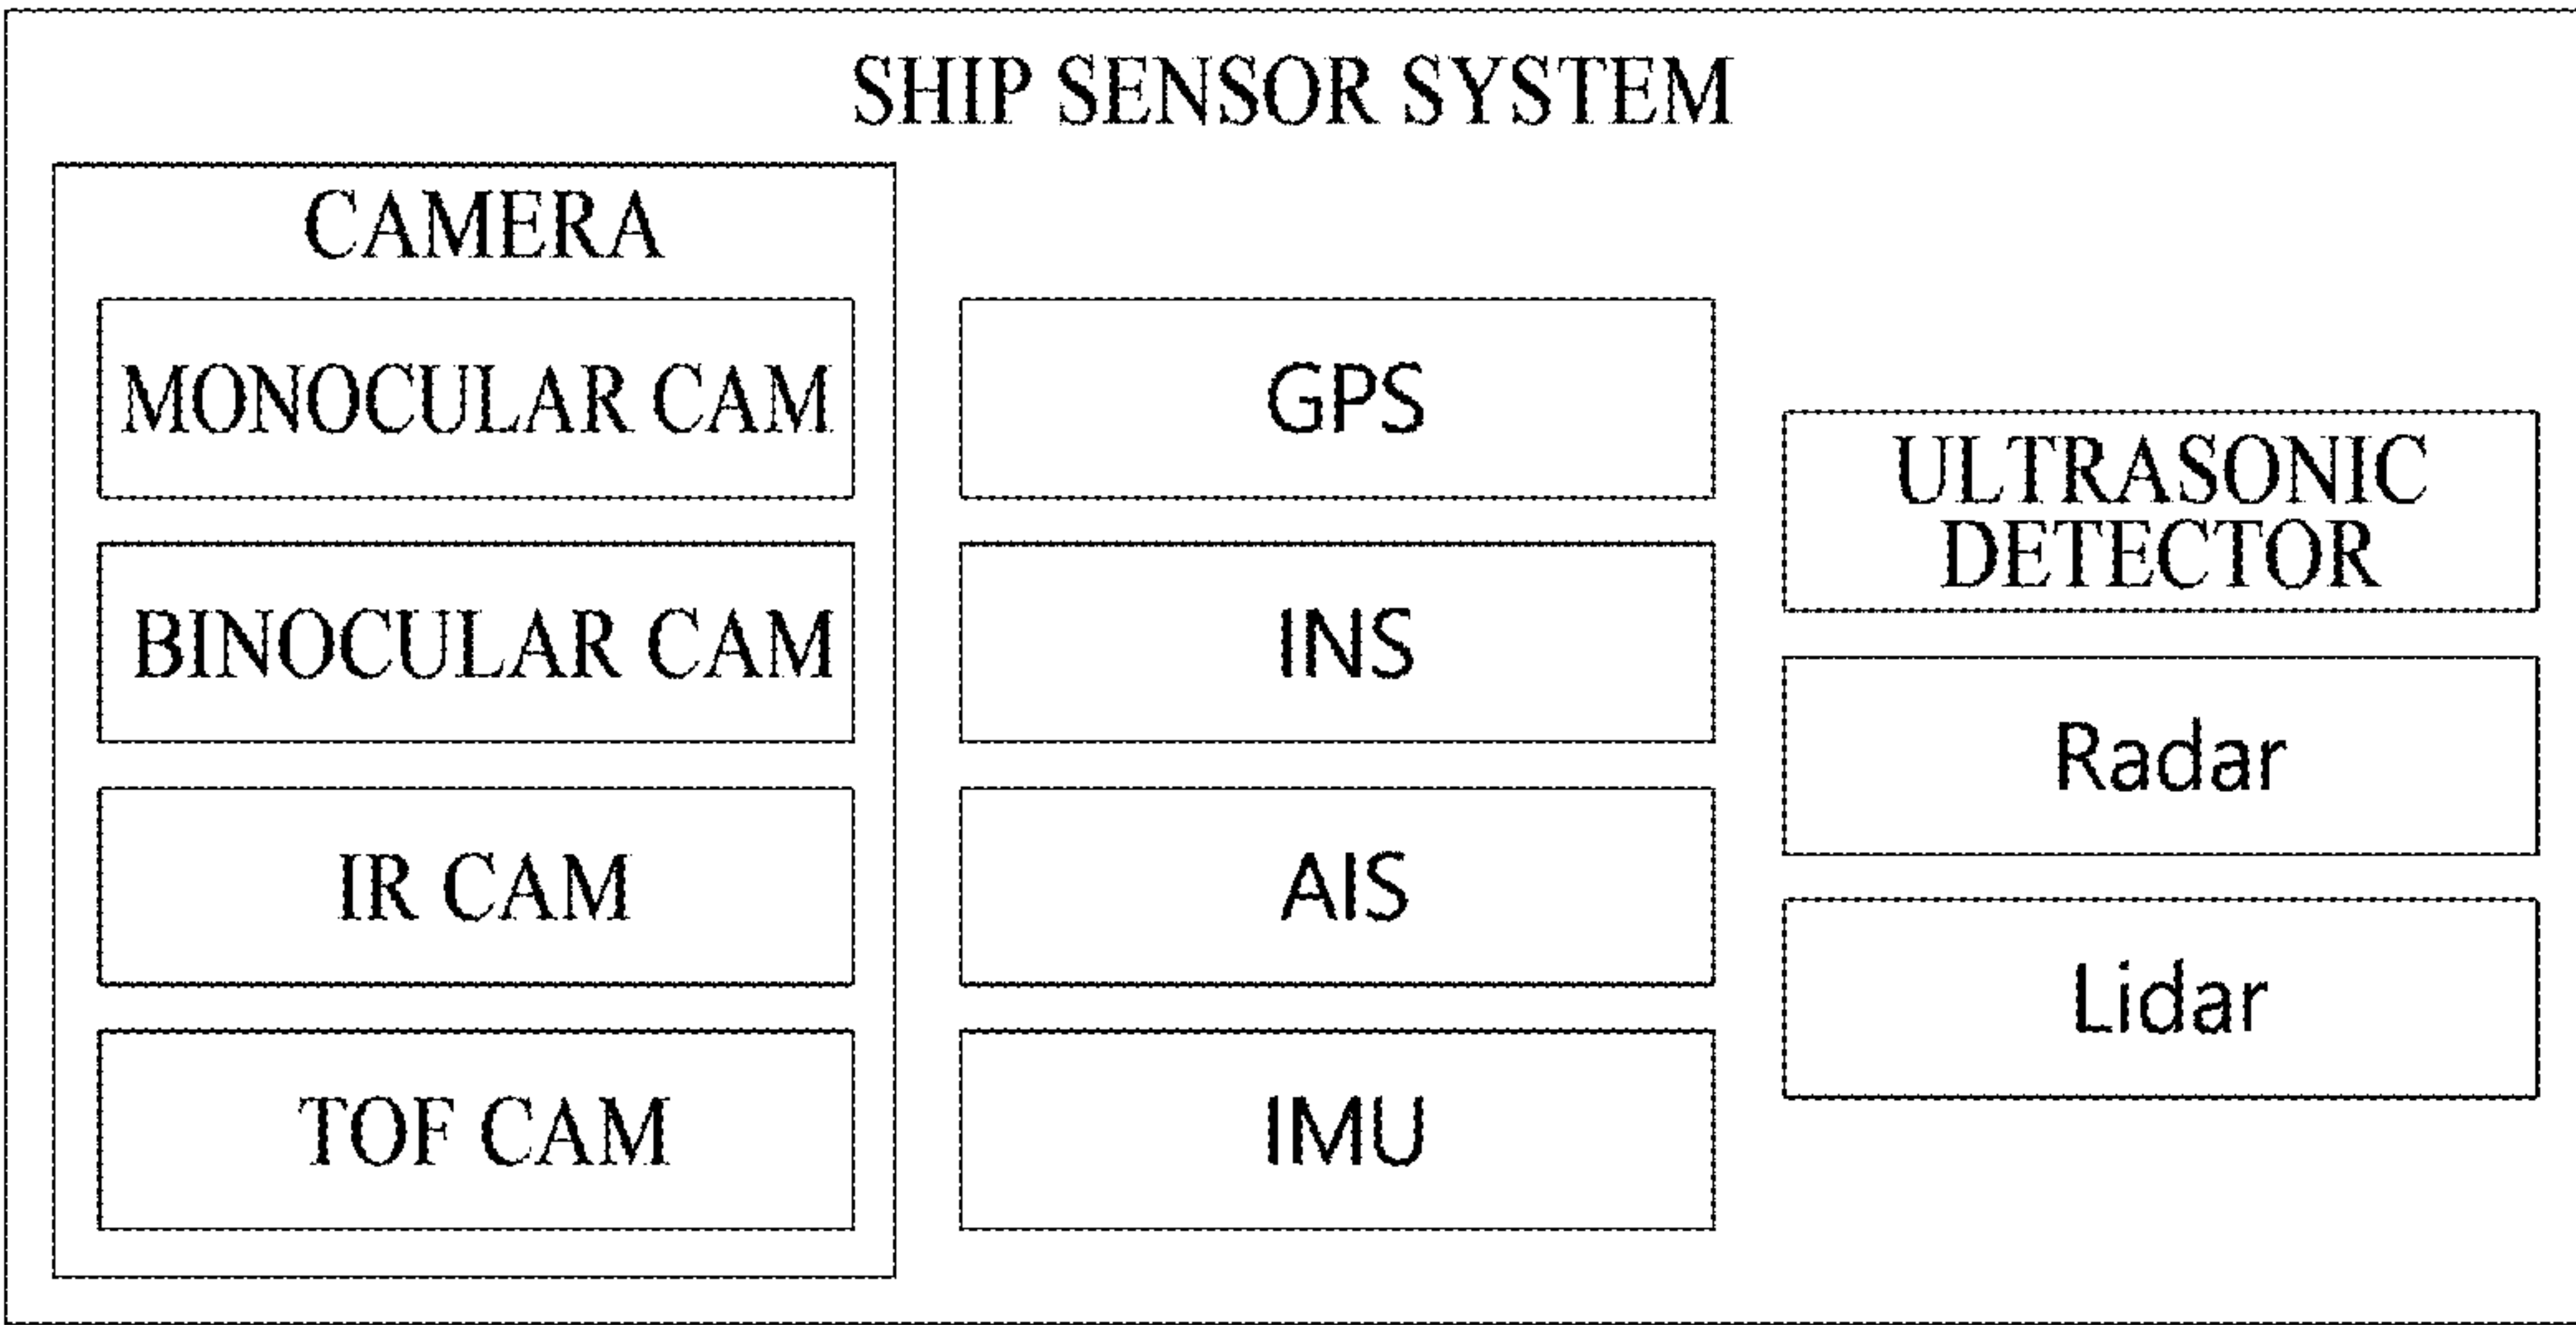 SHIP SENSOR SYSTEM
CAMERA
MONOCULAR CAM
BINOCULAR CAM
IR CAM
TOF CAM
GPS
INS
AIS
IMU
ULTRASONIC
DETECTOR
Radar
Lidar